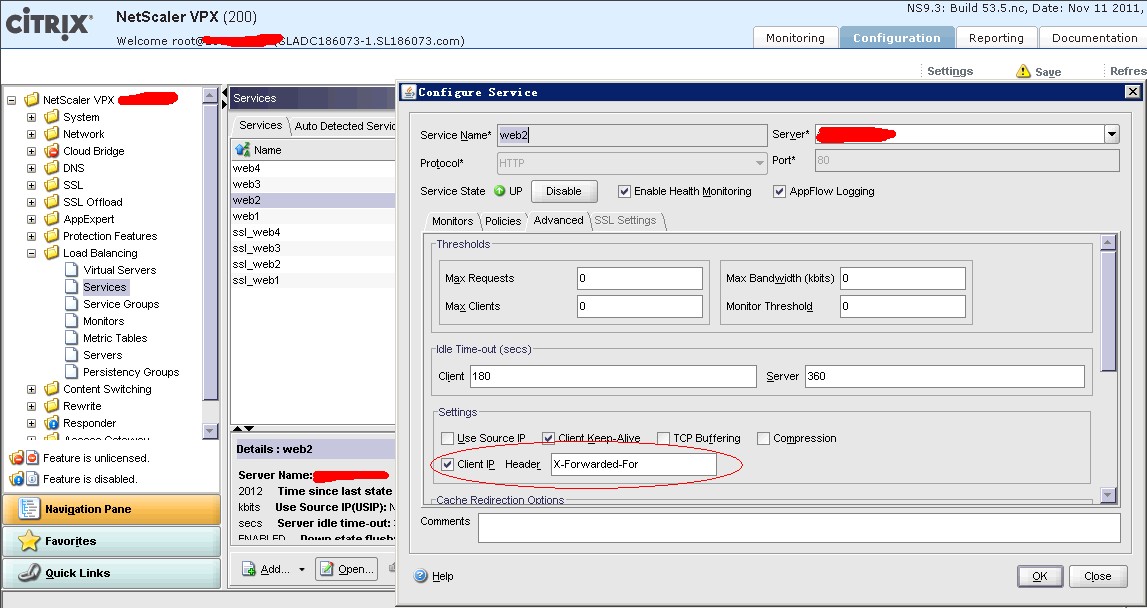 CİTRIX
NetScaler VPX (200)
NS9.3: Build 53.5.nc, Date: Nov 11 2011,
Welcome root@ (SLADC186073-1.SL186073.com)
Monitoring
Configuration
Reporting
Documentation
Settings
Save
Refres
NetScaler VPX
System
Network
Cloud Bridge
DNS
SSL
SSL Offload
AppExpert
Protection Features
Load Balancing
Virtual Servers
Services
Service Groups
Monitors
Metric Tables
Servers
Persistency Groups
Content Switching
Rewrite
Responder
Access Gateway
Feature is unlicensed.
Feature is disabled.
Navigation Pane
Favorites
Quick Links
Services
Services
Auto Detected Servic
Name
web4
web3
web2
web1
ssl_web4
ssl_web3
ssl_web2
ssl_web1
Details : web2
Server Name:
2012 Time since last state
kbits Use Source IP(USIP): N
secs Server idle time-out: 3
ENABLED Down state flush:
Add...
Open...
Configure Service
Service Name* web2
Server*
Protocol* HTTP
Port* 80
Service State UP Disable
Enable Health Monitoring
AppFlow Logging
Monitors
Policies
Advanced
SSL Settings
Thresholds
Max Requests 0
Max Bandwidth (kbits) 0
Max Clients 0
Monitor Threshold 0
Idle Time-out (secs)
Client 180
Server 360
Settings
Use Source IP
Client Keep-Alive
TCP Buffering
Compression
Client IP Header X-Forwarded-For
Cache Redirection Options
Comments
Help
OK
Close